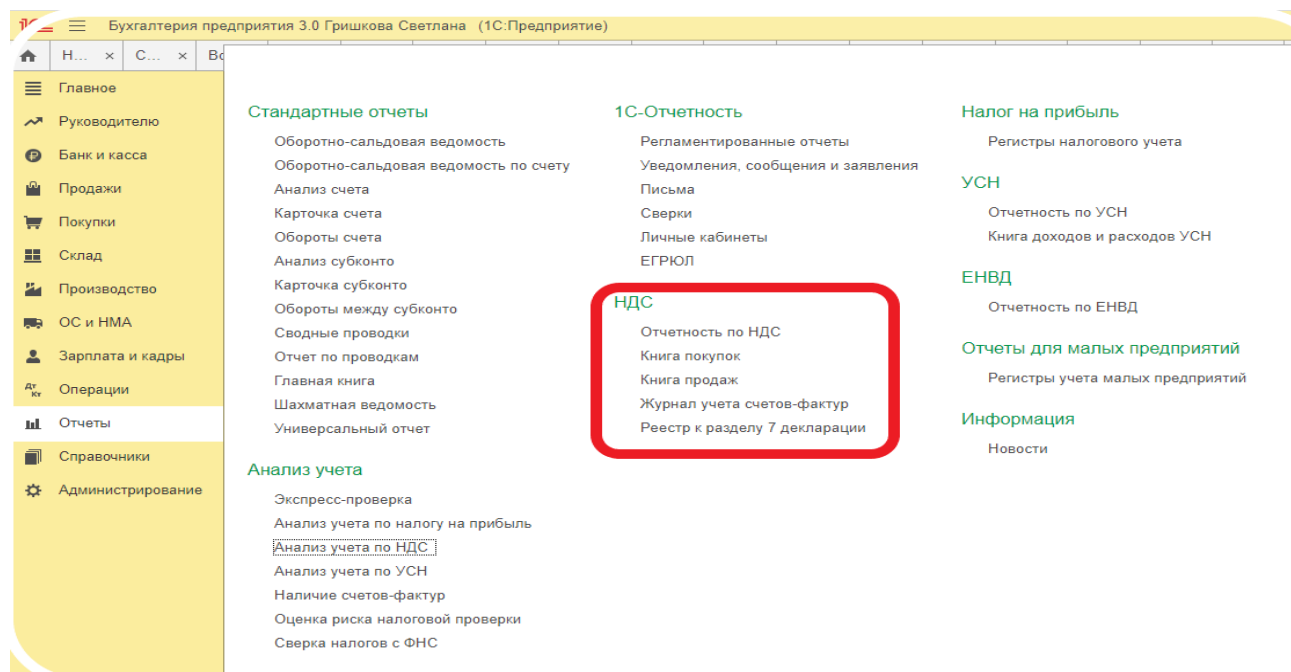 1С Бухгалтерия предприятия 3.0 Гришкова Светлана (1С:Предприятие)
Н... × С... × Во
Главное
Руководителю
Банк и касса
Продажи
Покупки
Склад
Производство
ОС и НМА
Зарплата и кадры
Дт Кт Операции
Отчеты
Справочники
Администрирование
Стандартные отчеты
Оборотно-сальдовая ведомость
Оборотно-сальдовая ведомость по счету
Анализ счета
Карточка счета
Обороты счета
Анализ субконто
Карточка субконто
Обороты между субконто
Сводные проводки
Отчет по проводкам
Главная книга
Шахматная ведомость
Универсальный отчет
Анализ учета
Экспресс-проверка
Анализ учета по налогу на прибыль
Анализ учета по НДС
Анализ учета по УСН
Наличие счетов-фактур
Оценка риска налоговой проверки
Сверка налогов с ФНС
1С-Отчетность
Регламентированные отчеты
Уведомления, сообщения и заявления
Письма
Сверки
Личные кабинеты
ЕГРЮЛ
НДС
Отчетность по НДС
Книга покупок
Книга продаж
Журнал учета счетов-фактур
Реестр к разделу 7 декларации
Налог на прибыль
Регистры налогового учета
УСН
Отчетность по УСН
Книга доходов и расходов УСН
ЕНВД
Отчетность по ЕНВД
Отчеты для малых предприятий
Регистры учета малых предприятий
Информация
Новости